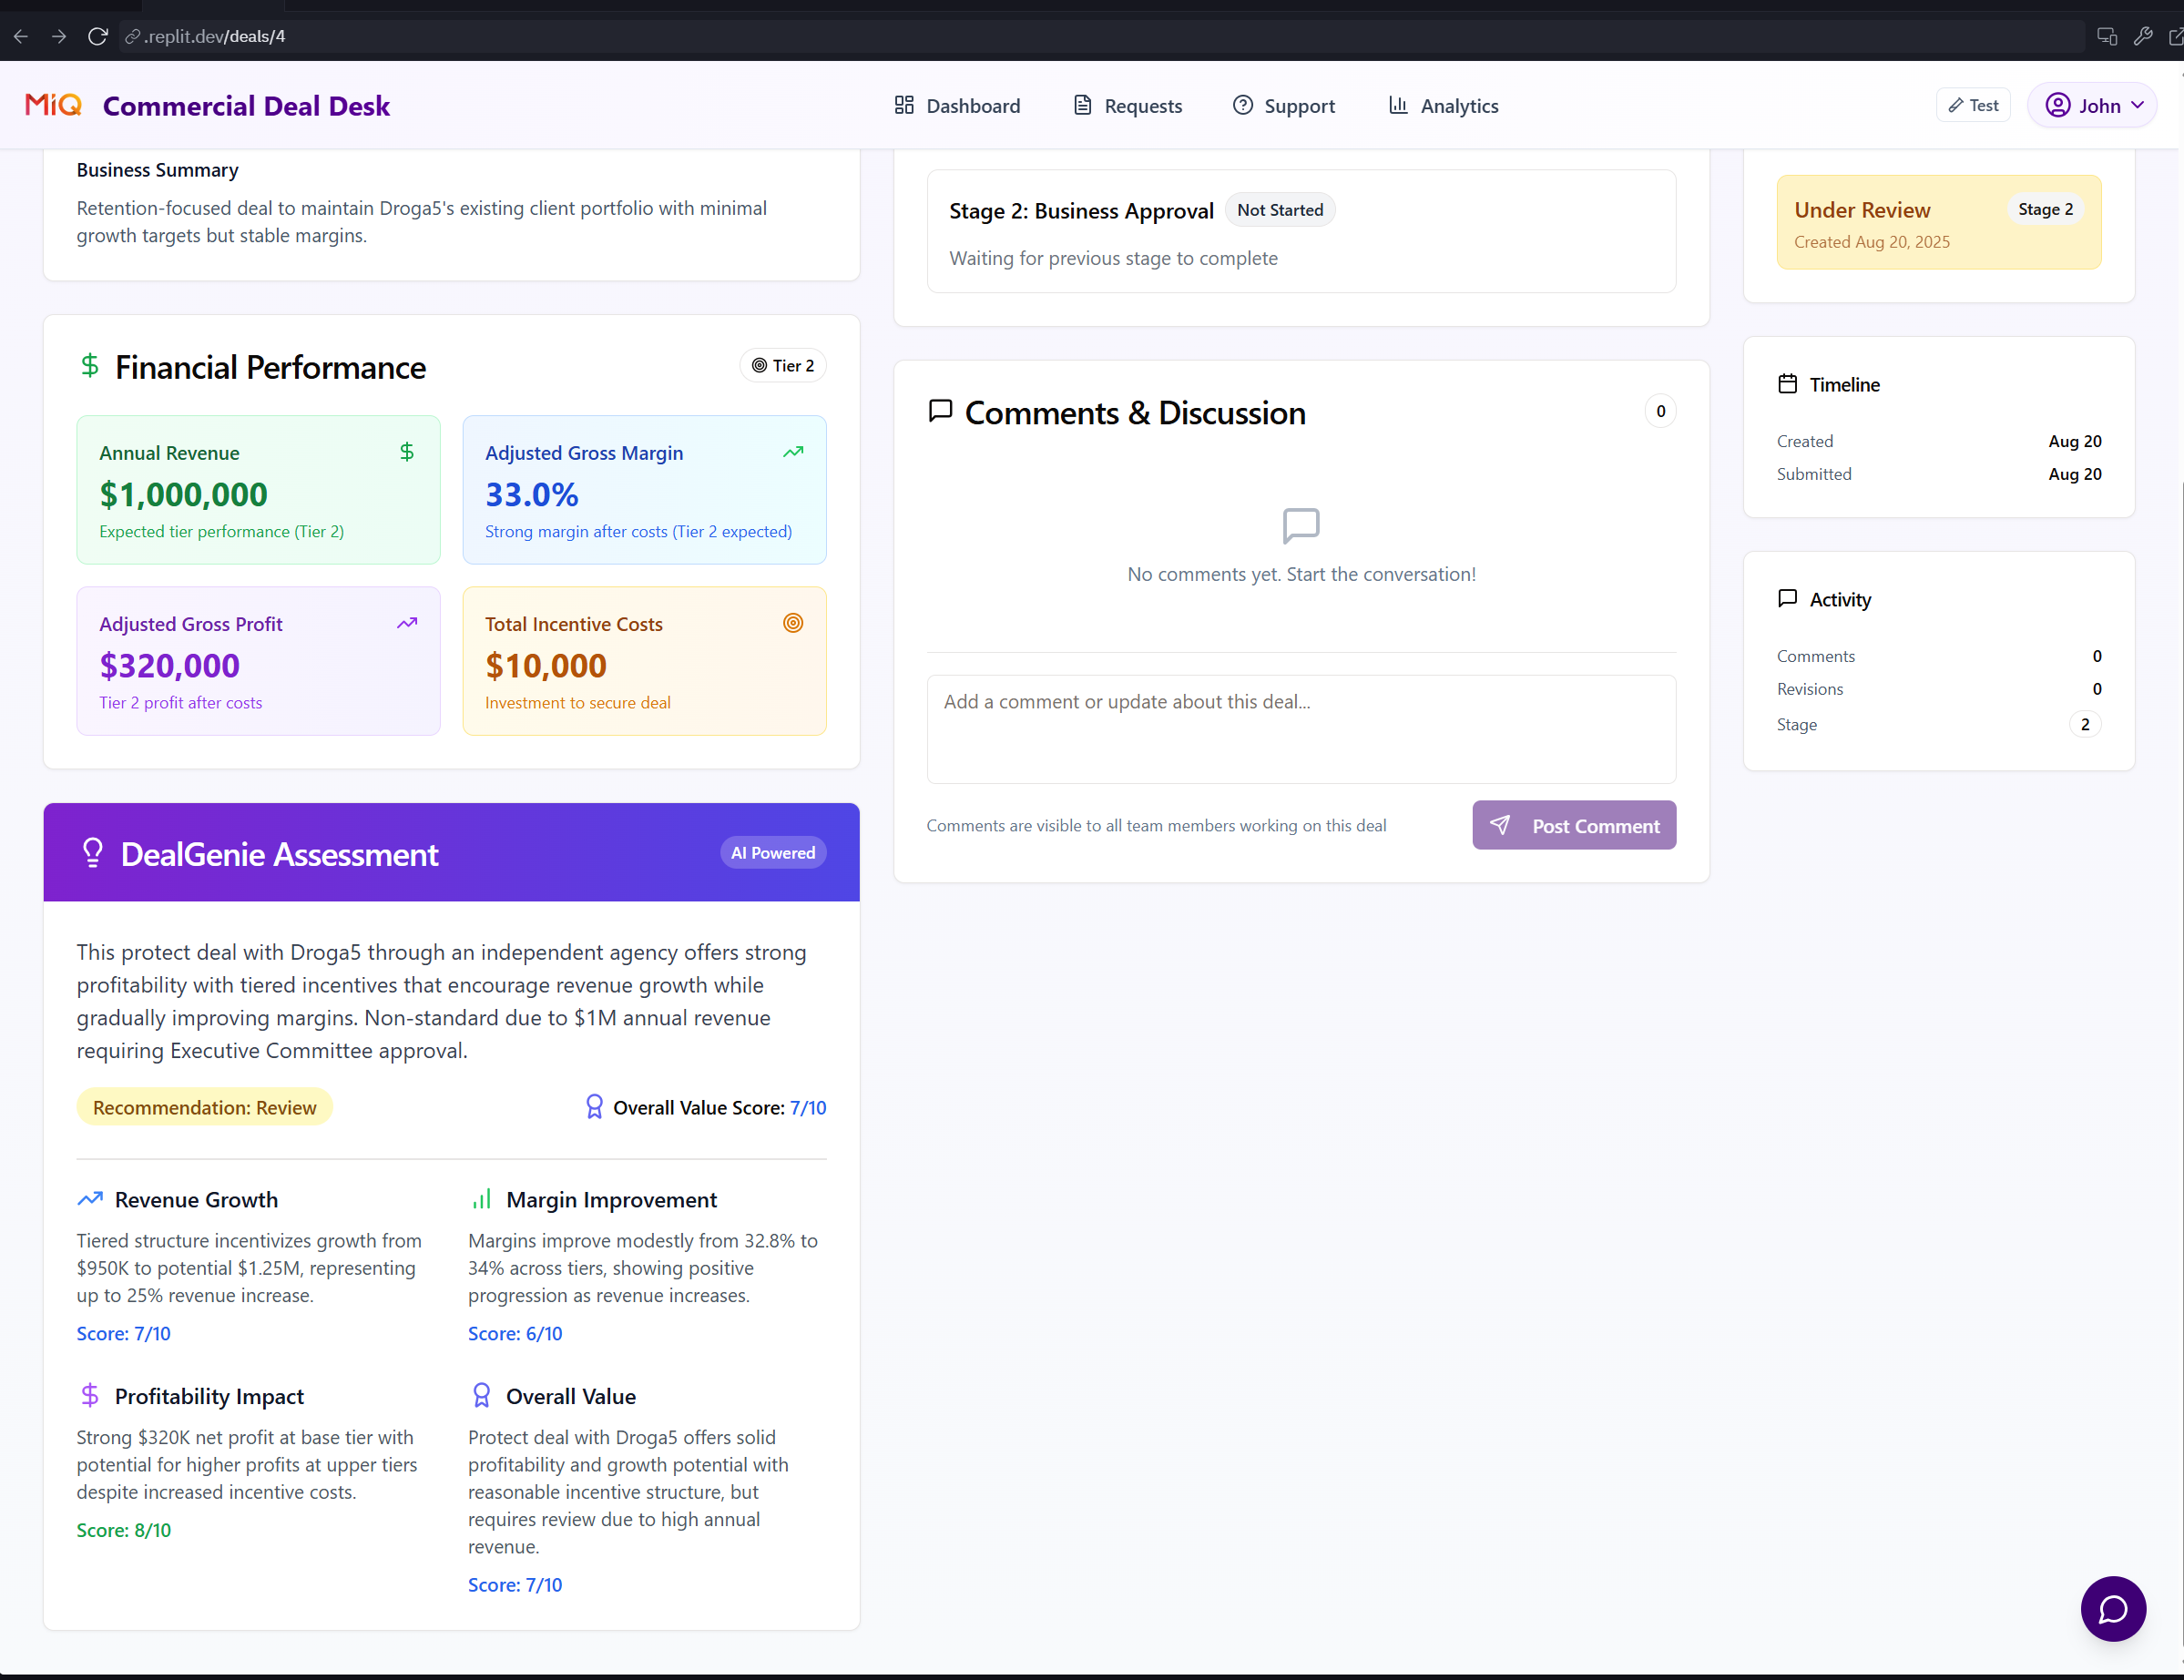 .replit.dev/deals/4
MiQ Commercial Deal Desk
Dashboard
Requests
Support
Analytics
Test
John
Business Summary
Retention-focused deal to maintain Droga5's existing client portfolio with minimal
growth targets but stable margins.
Financial Performance
Tier 2
Annual Revenue
$1,000,000
Expected tier performance (Tier 2)
Adjusted Gross Margin
33.0%
Strong margin after costs (Tier 2 expected)
Adjusted Gross Profit
$320,000
Tier 2 profit after costs
Total Incentive Costs
$10,000
Investment to secure deal
DealGenie Assessment
AI Powered
This protect deal with Droga5 through an independent agency offers strong
profitability with tiered incentives that encourage revenue growth while
gradually improving margins. Non-standard due to $1M annual revenue
requiring Executive Committee approval.
Recommendation: Review
Overall Value Score: 7/10
Revenue Growth
Tiered structure incentivizes growth from
$950K to potential $1.25M, representing
up to 25% revenue increase.
Score: 7/10
Margin Improvement
Margins improve modestly from 32.8% to
34% across tiers, showing positive
progression as revenue increases.
Score: 6/10
Profitability Impact
Strong $320K net profit at base tier with
potential for higher profits at upper tiers
despite increased incentive costs.
Score: 8/10
Overall Value
Protect deal with Droga5 offers solid
profitability and growth potential with
reasonable incentive structure, but
requires review due to high annual
revenue.
Score: 7/10
Stage 2: Business Approval
Not Started
Waiting for previous stage to complete
Comments & Discussion
0
No comments yet. Start the conversation!
Add a comment or update about this deal...
Comments are visible to all team members working on this deal
Post Comment
Under Review
Stage 2
Created Aug 20, 2025
Timeline
Created Aug 20
Submitted Aug 20
Activity
Comments 0
Revisions 0
Stage 2